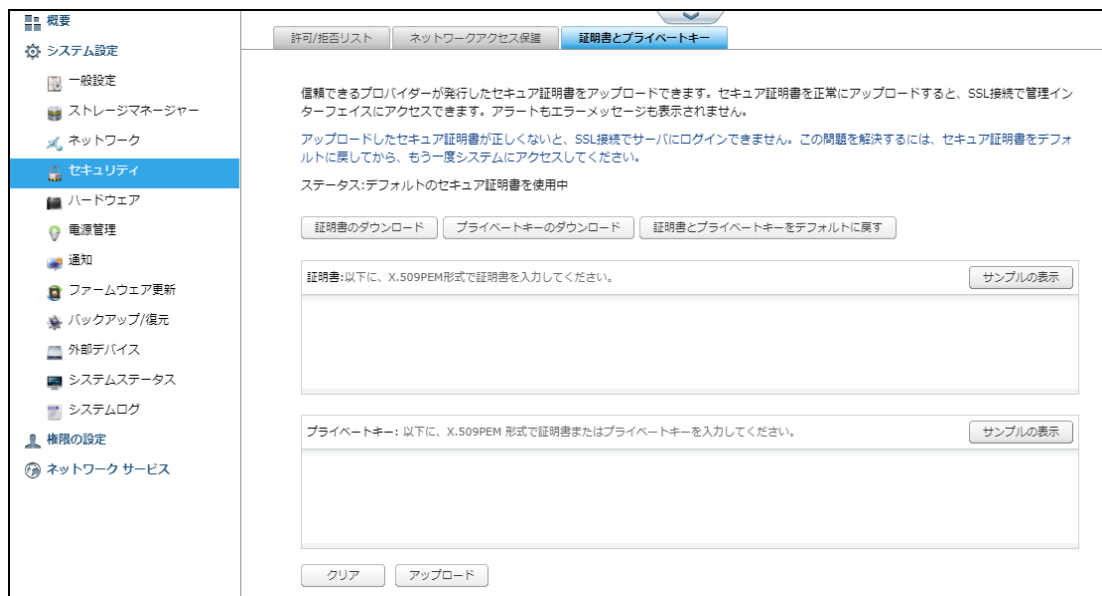 概要
システム設定
一般設定
ストレージマネージャー
ネットワーク
セキュリティ
ハードウェア
電源管理
通知
ファームウェア更新
バックアップ/復元
外部デバイス
システムステータス
システムログ
権限の設定
ネットワーク サービス
許可/拒否リスト
ネットワークアクセス保護
証明書とプライベートキー
信頼できるプロバイダーが発行したセキュア証明書をアップロードできます。セキュア証明書を正常にアップロードすると、SSL接続で管理イン
ターフェイスにアクセスできます。アラートもエラーメッセージも表示されません。
アップロードしたセキュア証明書が正しくないと、SSL接続でサーバにログインできません。この問題を解決するには、セキュア証明書をデフォ
ルトに戻してから、もう一度システムにアクセスしてください。
ステータス:デフォルトのセキュア証明書を使用中
証明書のダウンロード
プライベートキーのダウンロード
証明書とプライベートキーをデフォルトに戻す
証明書:以下に、X.509PEM形式で証明書を入力してください。
サンプルの表示
プライベートキー: 以下に、X.509PEM 形式で証明書またはプライベートキーを入力してください。
サンプルの表示
クリア
アップロード